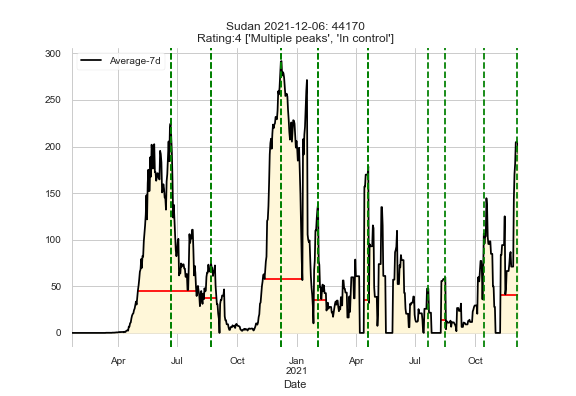 Sudan 2021-12-06: 44170
Rating:4 ['Multiple peaks', 'In control']
Average-7d
300
250
200
150
100
50
0
Apr Jul Oct Jan Apr Jul Oct
2021
Date